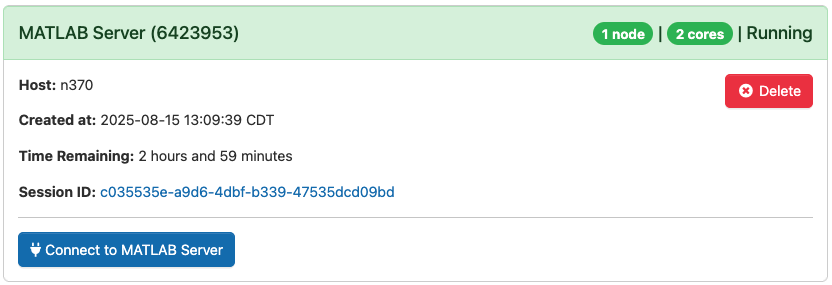 MATLAB Server (6423953) 1 node | 2 cores | Running
Host: n370
Delete
Created at: 2025-08-15 13:09:39 CDT
Time Remaining: 2 hours and 59 minutes
Session ID: c035535e-a9d6-4dbf-b339-47535dcd09bd
Connect to MATLAB Server